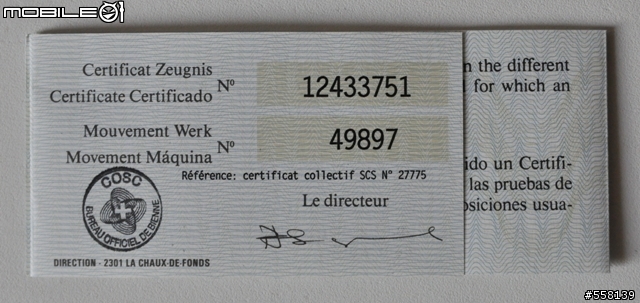 MOBILE01
Certificat Zeugnis
Certificate Certificado
N°
12433751
Mouvement Werk
Movement Máquina
N°
49897
Référence: certificat collectif SCS N° 27775
Le directeur
COSC
BUREAU OFFICIEL DE BIENNE
DIRECTION - 2301 LA CHAUX-DE-FONDS
n the different
l for which an
ido un Certifi-
las pruebas de
osiciones usua-
#558139